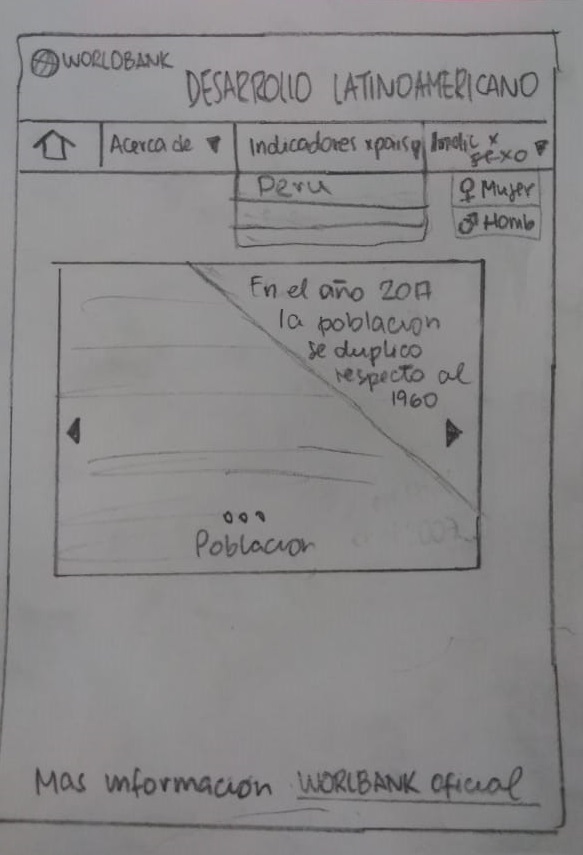 WORLDBANK
DESARROLLO LATINOAMERICANO
Acerca de
Indicadores x pais
Indic x
sexo
Peru
Mujer
Homb
En el año 2017
la poblacion
se duplico
respecto al
1960
Poblacion
Mas informacion WORLBANK oficial